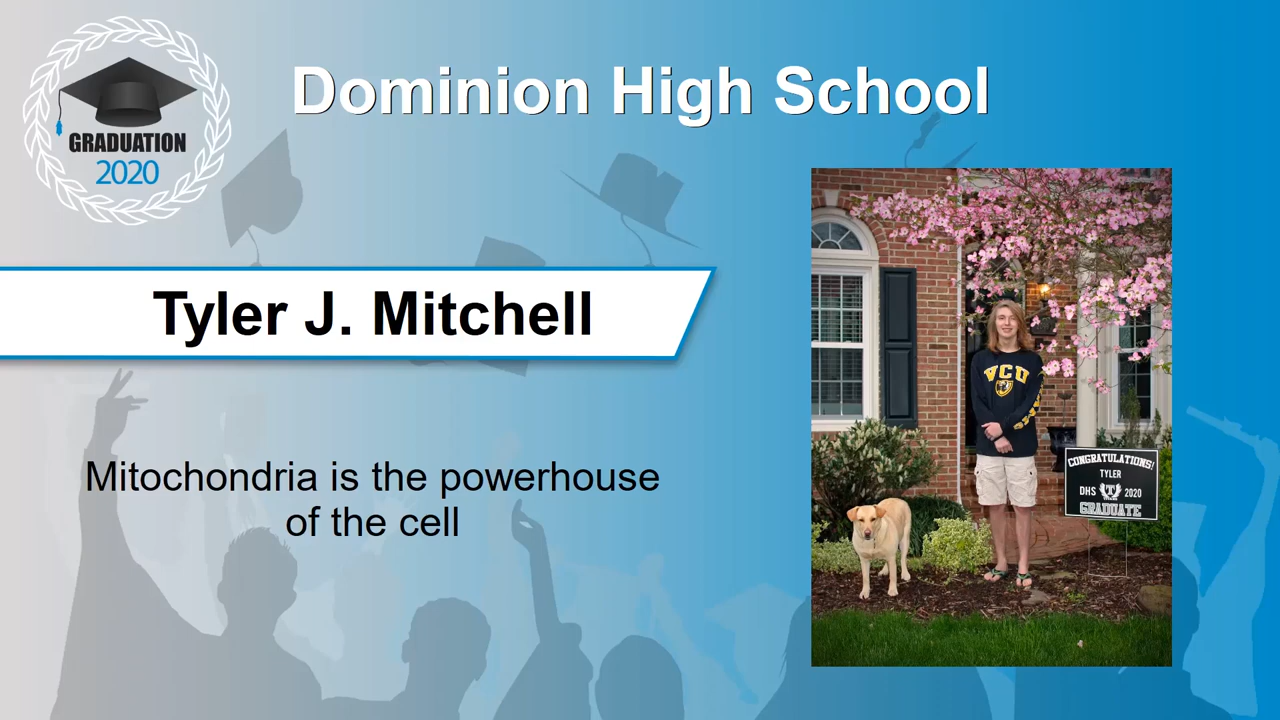 GRADUATION
2020
Dominion High School
Tyler J. Mitchell
Mitochondria is the powerhouse
of the cell
VCU
CONGRATULATIONS!
TYLER
DHS T 2020
GRADUATE